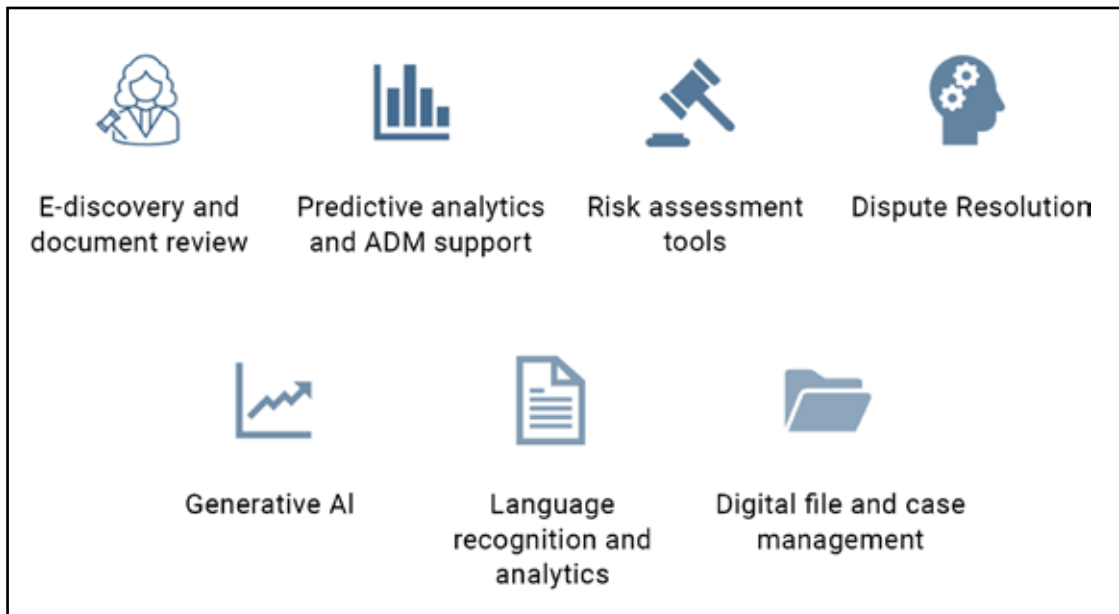 E-discovery and
document review
Predictive analytics
and ADM support
Risk assessment
tools
Dispute Resolution
Generative AI
Language
recognition and
analytics
Digital file and case
management